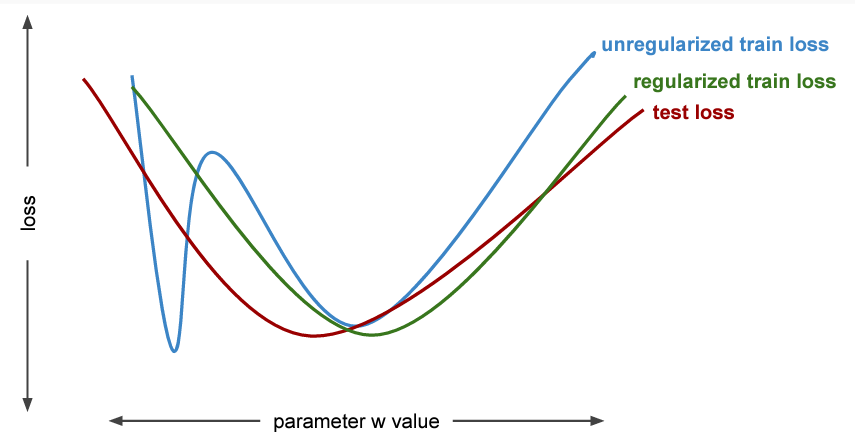 unregularized train loss
regularized train loss
test loss
loss
parameter w value